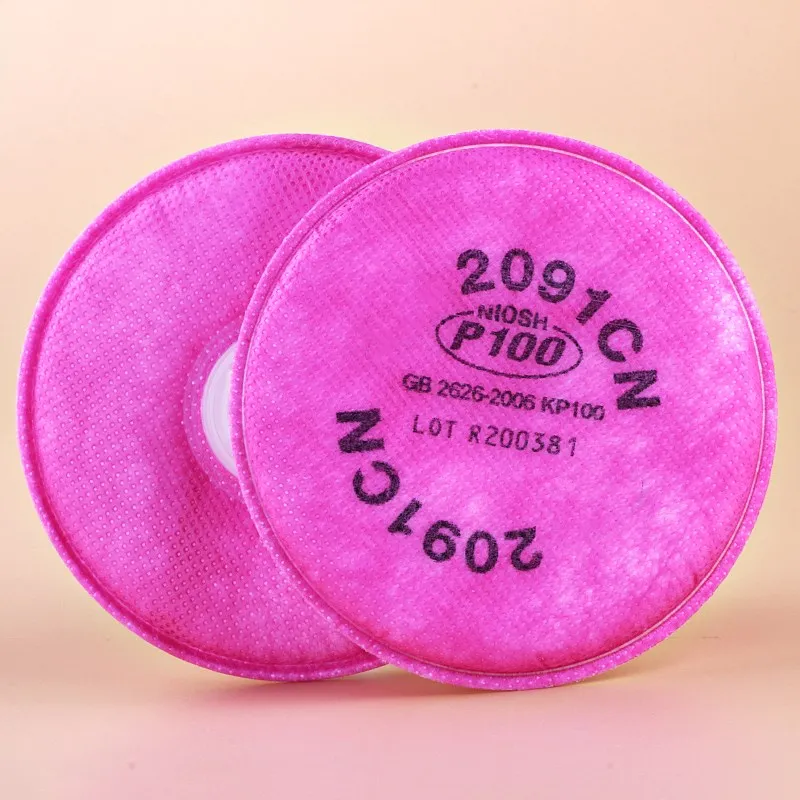 2091CN
NIOSH
P100
GB 2626-2006 KP100
LOT R200381
2091CN